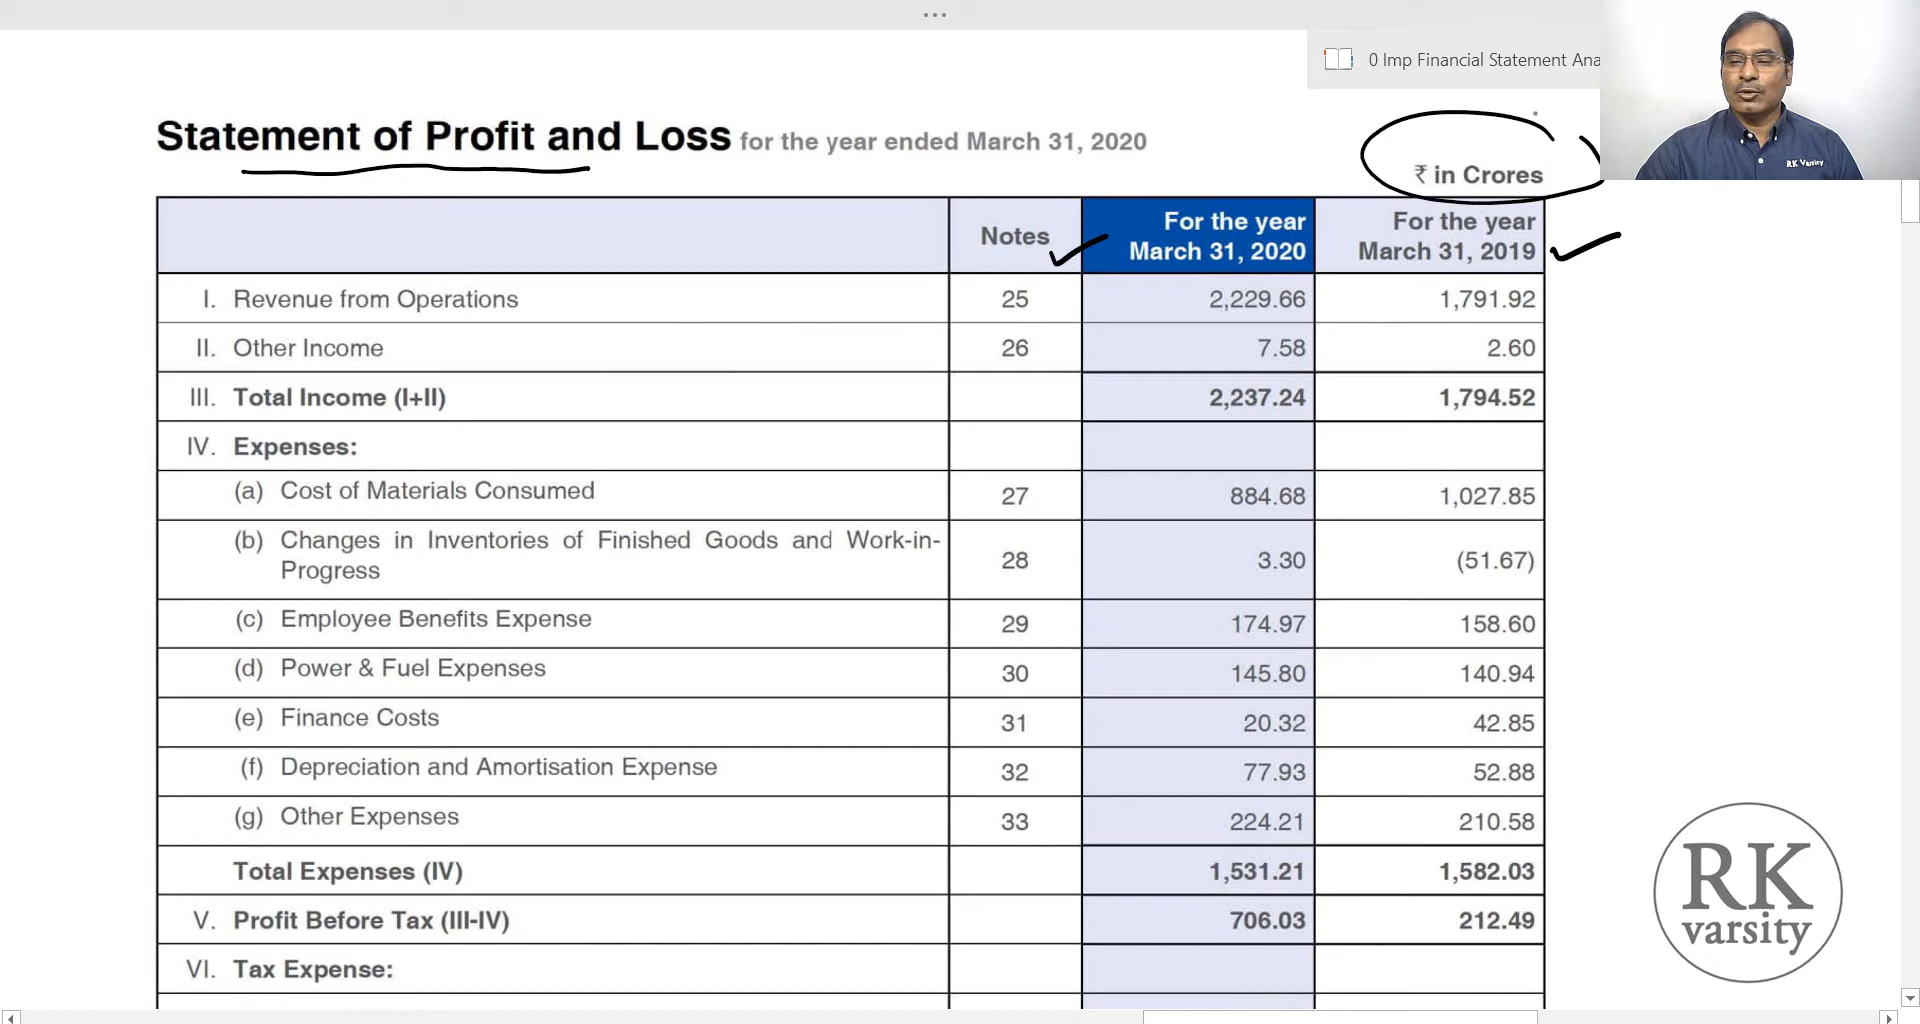 ...
0 Imp Financial Statement Ana
Statement of Profit and Loss for the year ended March 31, 2020
₹ in Crores
RK Varsity
Notes For the year March 31, 2020 For the year March 31, 2019
I. Revenue from Operations 25 2,229.66 1,791.92
II. Other Income 26 7.58 2.60
III. Total Income (I+II) 2,237.24 1,794.52
IV. Expenses:
(a) Cost of Materials Consumed 27 884.68 1,027.85
(b) Changes in Inventories of Finished Goods and Work-in-
Progress 28 3.30 (51.67)
(c) Employee Benefits Expense 29 174.97 158.60
(d) Power & Fuel Expenses 30 145.80 140.94
(e) Finance Costs 31 20.32 42.85
(f) Depreciation and Amortisation Expense 32 77.93 52.88
(g) Other Expenses 33 224.21 210.58
Total Expenses (IV) 1,531.21 1,582.03
V. Profit Before Tax (III-IV) 706.03 212.49
VI. Tax Expense:
RK
varsity